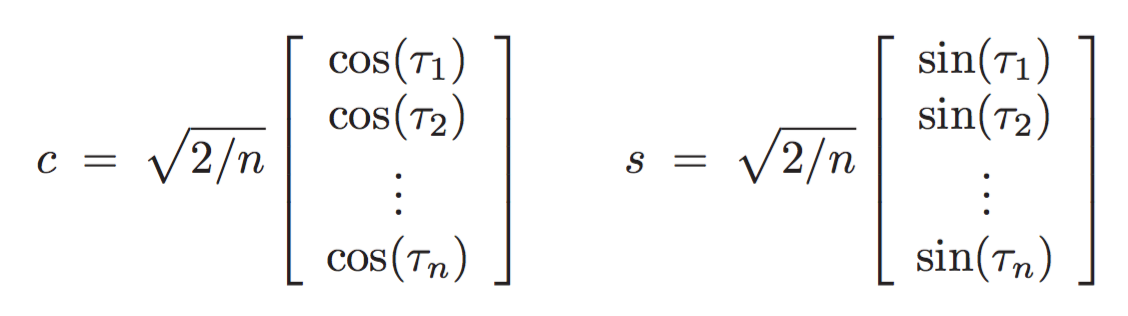 c = √2/n [ cos(τ₁) cos(τ₂) ⋮ cos(τₙ) ]
s = √2/n [ sin(τ₁) sin(τ₂) ⋮ sin(τₙ) ]